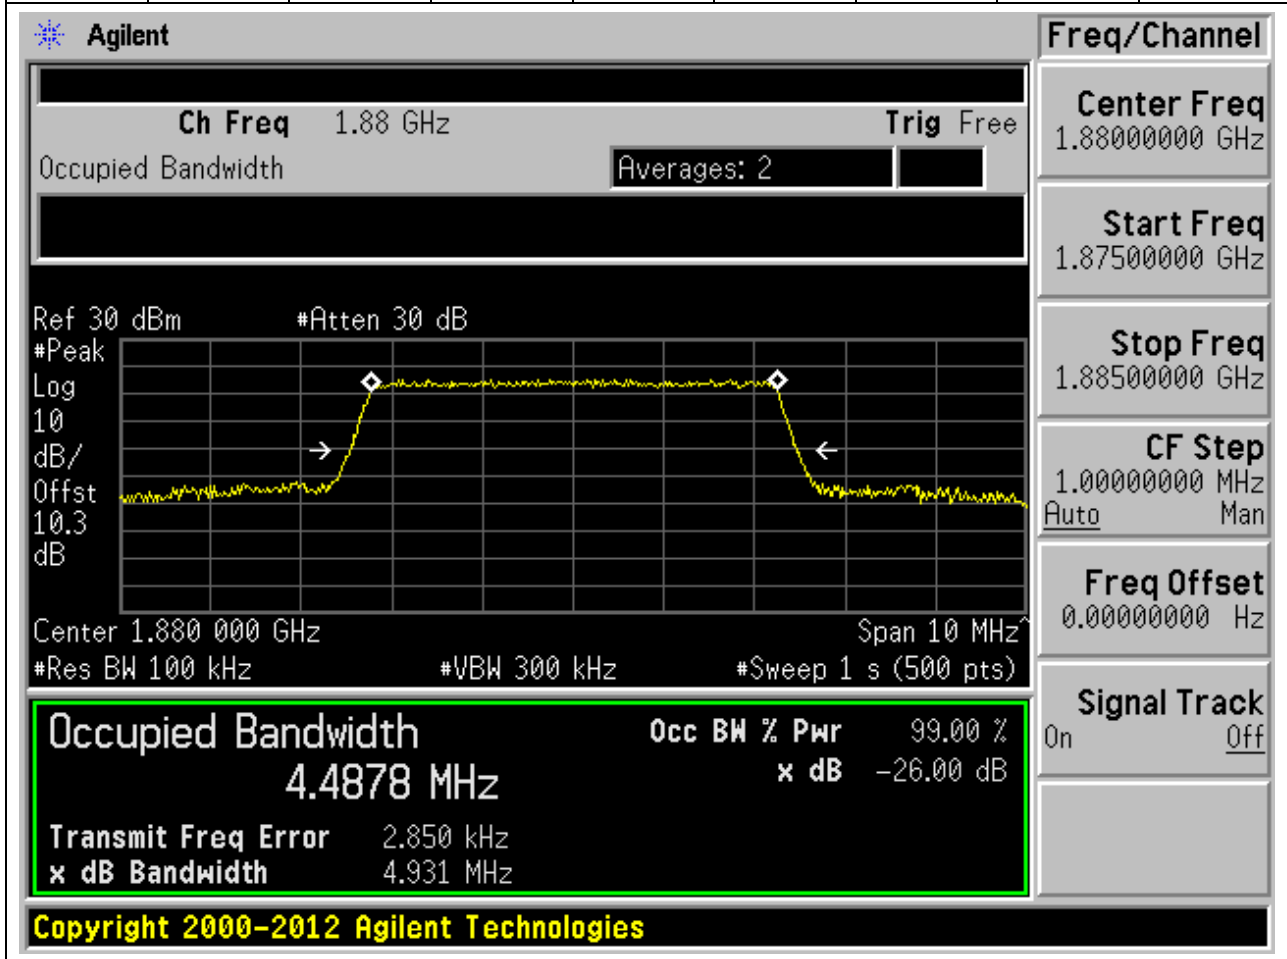 Agilent
Freq/Channel
Ch Freq 1.88 GHz Trig Free
Occupied Bandwidth Averages: 2
Center Freq
1.88000000 GHz
Start Freq
1.87500000 GHz
Stop Freq
1.88500000 GHz
CF Step
1.00000000 MHz
Auto Man
Freq Offset
0.00000000 Hz
Signal Track
On Off
Ref 30 dBm #Atten 30 dB
#Peak
Log
10
dB/
Offst
10.3
dB
Center 1.880 000 GHz Span 10 MHz^
#Res BW 100 kHz #VBW 300 kHz #Sweep 1 s (500 pts)
Occupied Bandwidth Occ BW % Pwr 99.00 %
4.4878 MHz x dB -26.00 dB
Transmit Freq Error 2.850 kHz
x dB Bandwidth 4.931 MHz
Copyright 2000-2012 Agilent Technologies